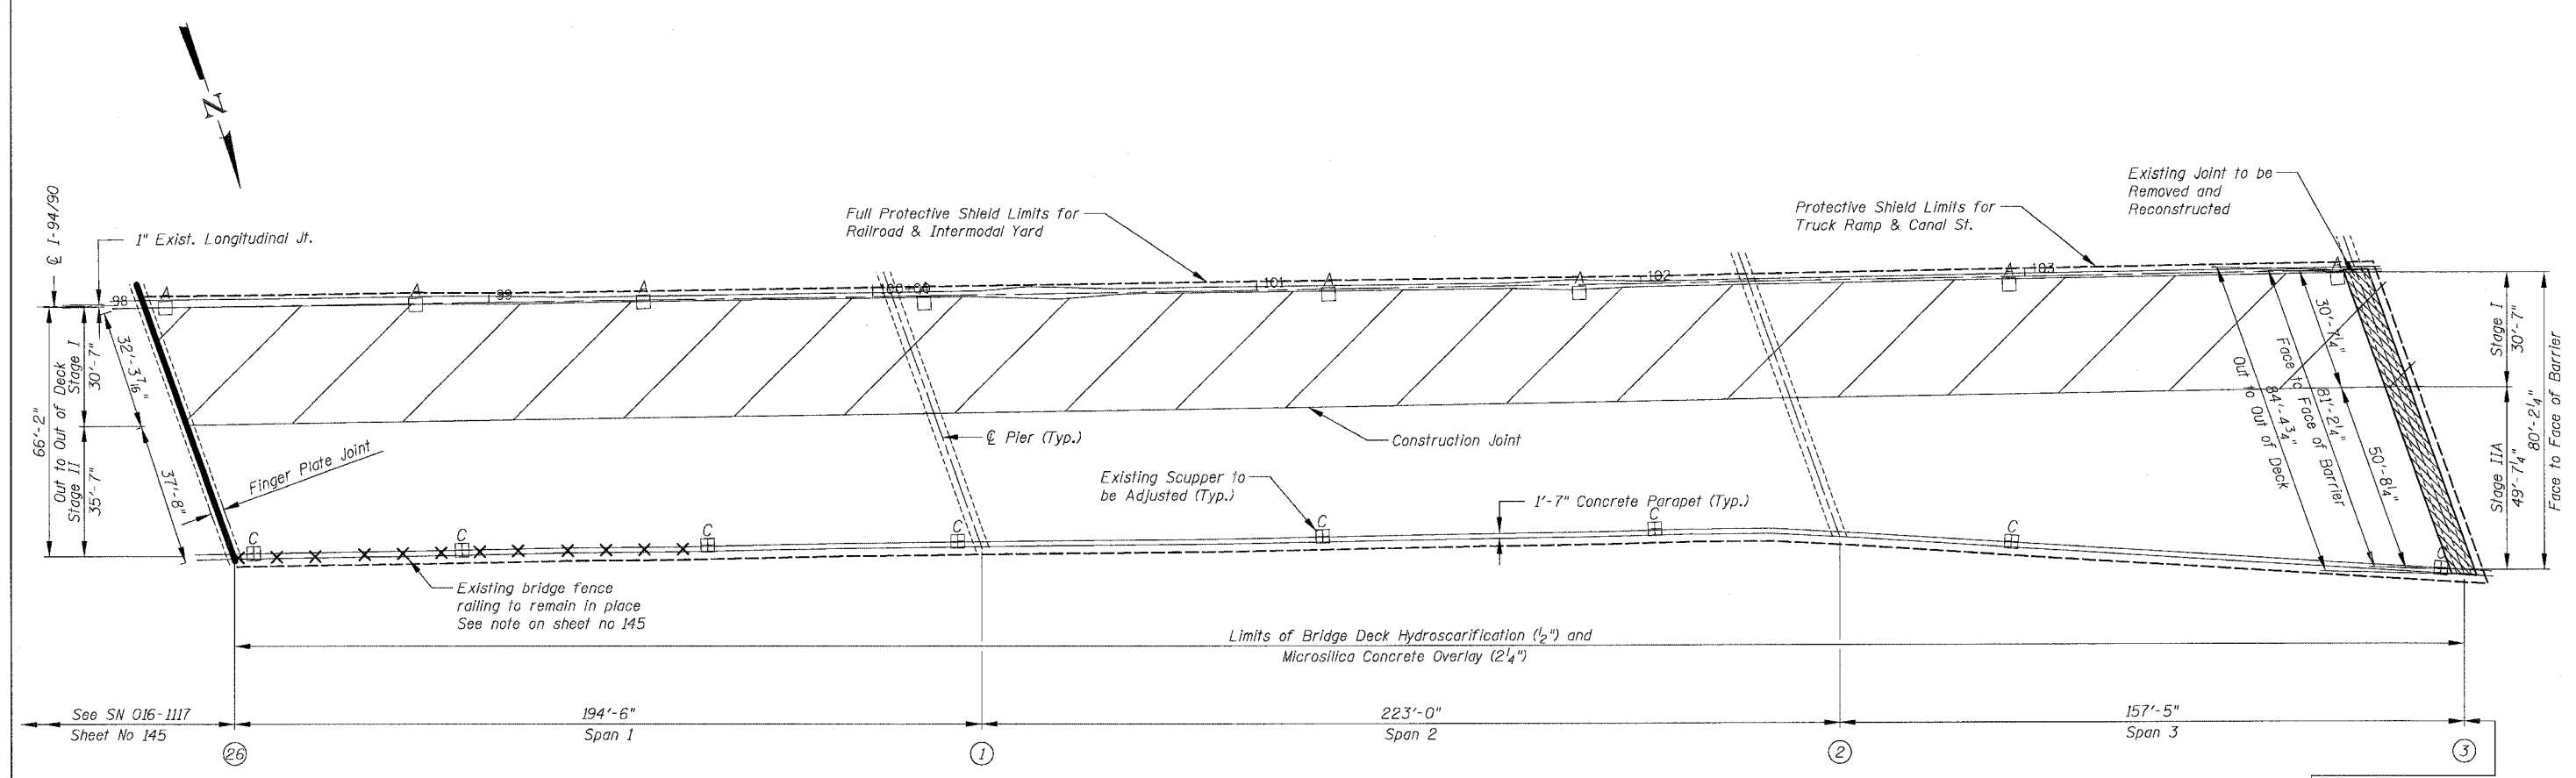 N
℄ I-94/90
1" Exist. Longitudinal Jt.
Full Protective Shield Limits for
Railroad & Intermodal Yard
Protective Shield Limits for
Truck Ramp & Canal St.
Existing Joint to be
Removed and
Reconstructed
98
A
A
99
A
100+00
A
101
A
A
102
A
103
A
66'-2"
Out to Out of Deck
Stage I
30'-7"
Stage II
35'-7"
32'-3 7/16"
37'-8"
Finger Plate Joint
℄ Pier (Typ.)
Construction Joint
Existing Scupper to
be Adjusted (Typ.)
1'-7" Concrete Parapet (Typ.)
30'-7 1/4"
50'-8 1/4"
81'-2 1/4"
Face to Face of Barrier
84'-4 3/4"
Out to Out of Deck
Stage I
30'-7"
Stage IIA
49'-7 1/4"
80'-2 1/4"
Face to Face of Barrier
C
C
C
C
C
C
C
C
Existing bridge fence
railing to remain in place
See note on sheet no 145
Limits of Bridge Deck Hydroscarification (1/2") and
Microsilica Concrete Overlay (2 1/4")
See SN 016-1117
Sheet No 145
194'-6"
Span 1
223'-0"
Span 2
157'-5"
Span 3
26
1
2
3